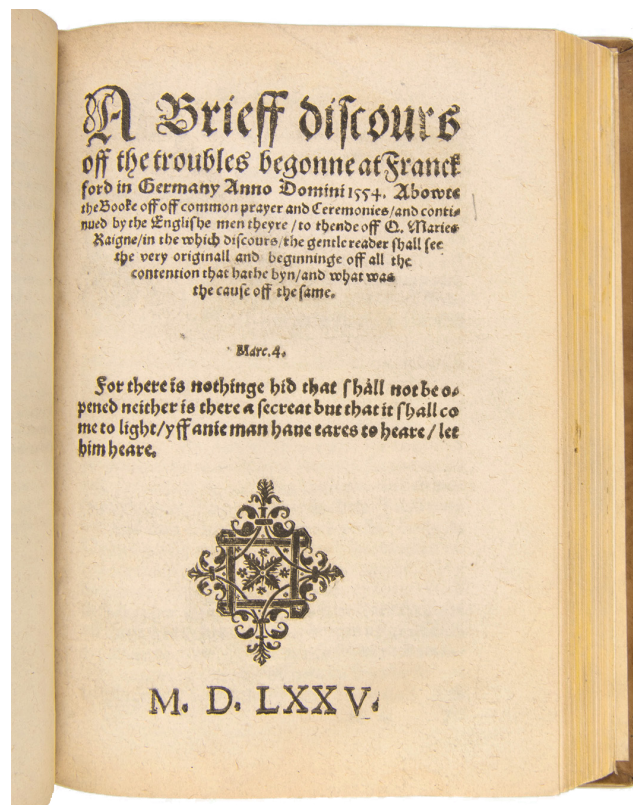 A Brieff discours
off the troubles begonne at Franck
ford in Germany Anno Domini 1554. Abowte
the Booke off off common prayer and Ceremonies/and conti-
nued by the Englishe men theyre/to thende off Q. Maries
Raigne/in the which discours/the gentle reader shall see
the very originall and beginninge off all the
contention that hathe byn/and what was
the cause off the same.
Marc. 4.
For there is nothinge hid that shall not be o-
pened neither is there a secreat but that it shall co
me to light/yff anie man haue eares to heare/let
him heare.
M. D. LXXV.